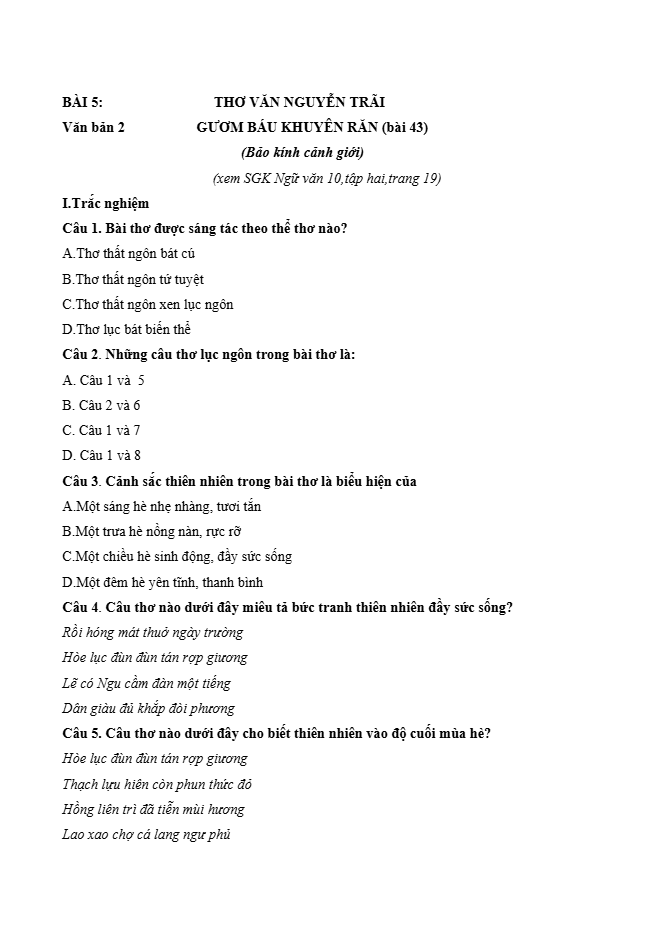 BÀI 5: THƠ VĂN NGUYỄN TRÃI
Văn bản 2 GƯƠM BÁU KHUYÊN RĂN (bài 43)
(Bảo kính cảnh giới)
(xem SGK Ngữ văn 10,tập hai,trang 19)
I.Trắc nghiệm
Câu 1. Bài thơ được sáng tác theo thể thơ nào?
A.Thơ thất ngôn bát cú
B.Thơ thất ngôn tứ tuyệt
C.Thơ thất ngôn xen lục ngôn
D.Thơ lục bát biến thể
Câu 2. Những câu thơ lục ngôn trong bài thơ là:
A. Câu 1 và 5
B. Câu 2 và 6
C. Câu 1 và 7
D. Câu 1 và 8
Câu 3. Cảnh sắc thiên nhiên trong bài thơ là biểu hiện của
A.Một sáng hè nhẹ nhàng, tươi tắn
B.Một trưa hè nồng nàn, rực rỡ
C.Một chiều hè sinh động, đầy sức sống
D.Một đêm hè yên tĩnh, thanh bình
Câu 4. Câu thơ nào dưới đây miêu tả bức tranh thiên nhiên đầy sức sống?
Rồi hóng mát thuở ngày trường
Hòe lục đùn đùn tán rợp giương
Lẽ có Ngu cầm đàn một tiếng
Dân giàu đủ khắp đòi phương
Câu 5. Câu thơ nào dưới đây cho biết thiên nhiên vào độ cuối mùa hè?
Hòe lục đùn đùn tán rợp giương
Thạch lựu hiên còn phun thức đỏ
Hồng liên trì đã tiễn mùi hương
Lao xao chợ cá lang ngư phủ